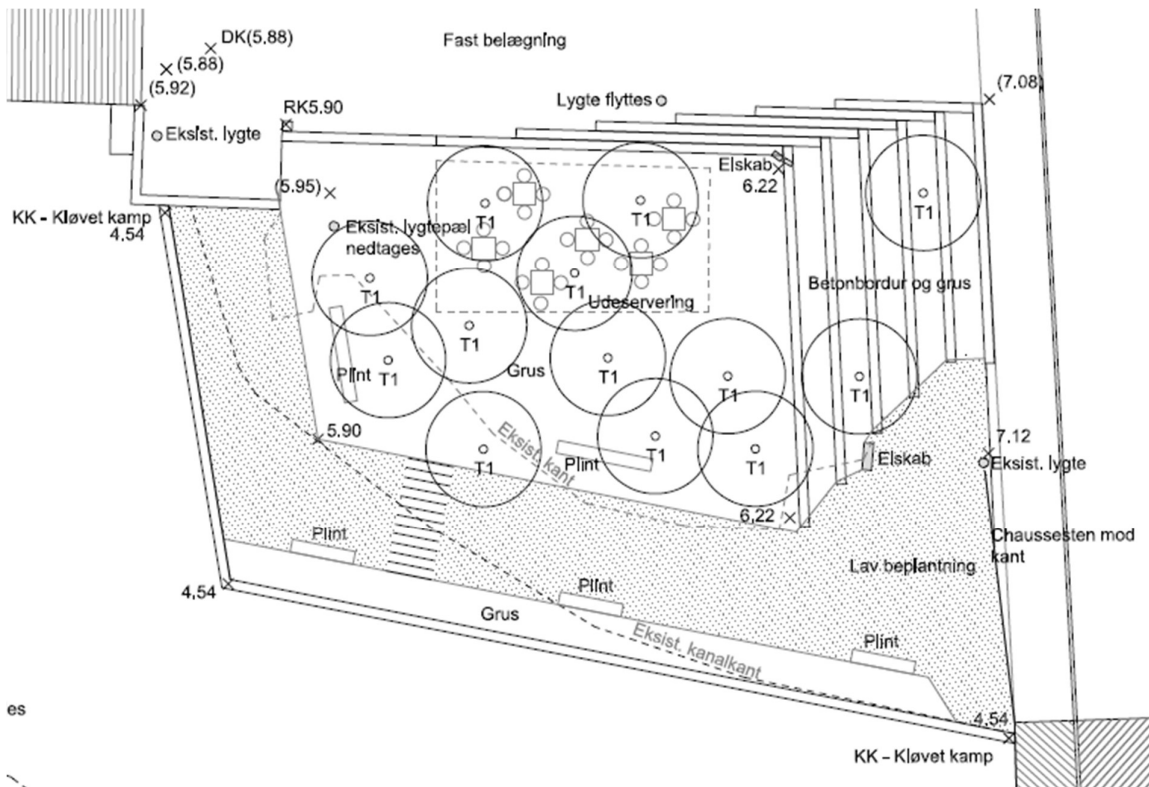 DK(5.88)
Fast belægning
(5.88)
(5.92)
(7.08)
RK5.90
Lygte flyttes
Eksist. lygte
Elskab
6.22
(5.95)
T1
T1
T1
KK - Kløvet kamp
4,54
Eksist. lygtepæl
nedtages
T1
T1
T1
Udeservering
Betonbordur og grus
Plint
T1
Grus
T1
T1
T1
5.90
Eksist. kant
T1
Plint
T1
T1
Elskab
7.12
Eksist. lygte
6,22
Plint
Chaussesten mod
kant
Lav beplantning
4,54
Plint
Grus
Eksist. kanalkant
Plint
es
4,54
KK - Kløvet kamp